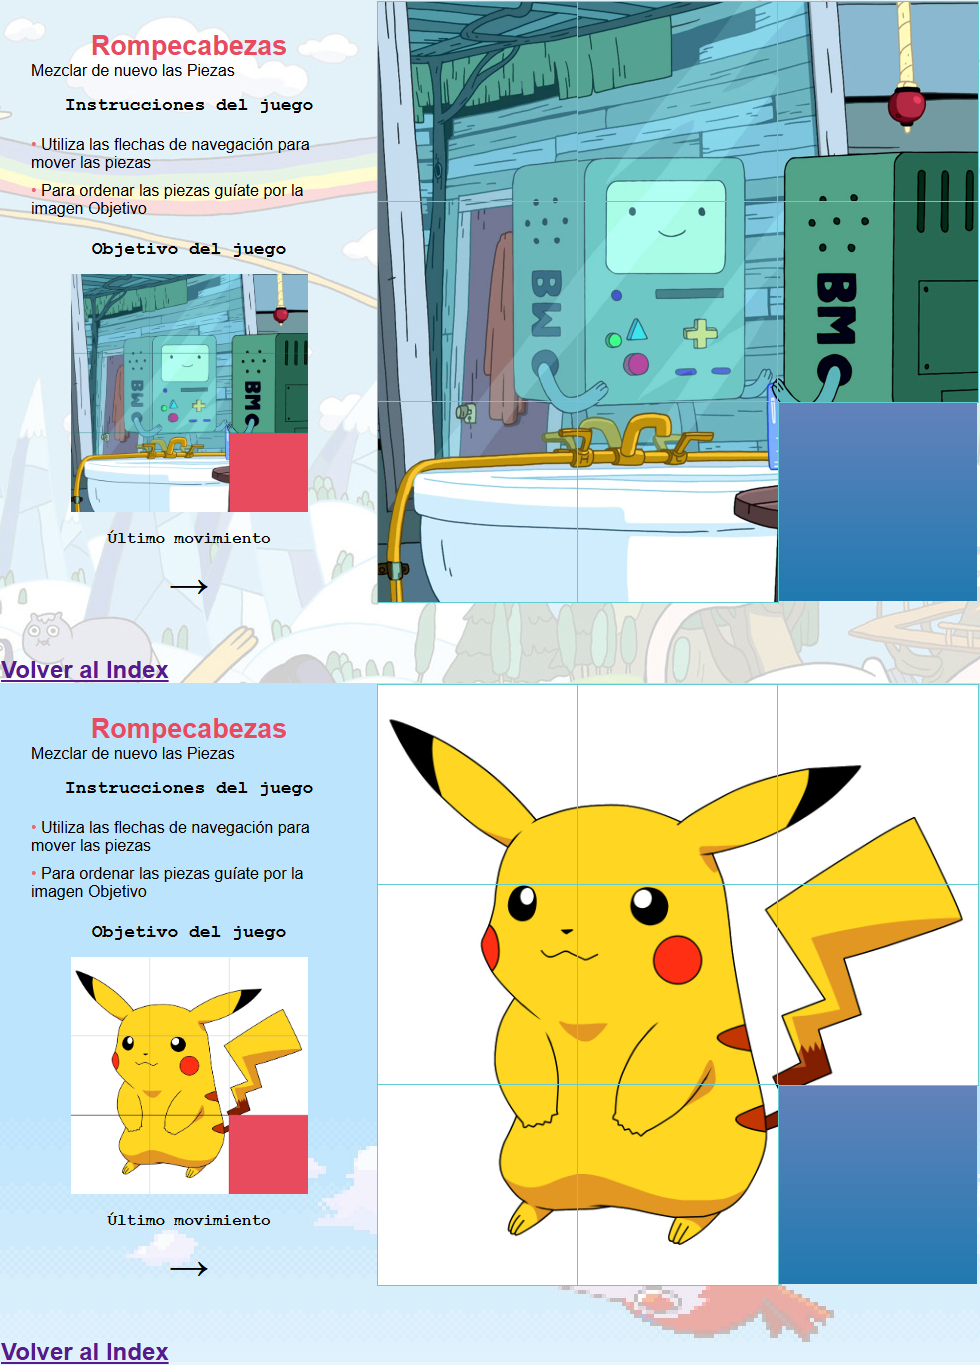 Rompecabezas
Mezclar de nuevo las Piezas
Instrucciones del juego
• Utiliza las flechas de navegación para
mover las piezas
• Para ordenar las piezas guíate por la
imagen Objetivo
Objetivo del juego
BMO
BMO
Último movimiento
→
Volver al Index
BMO
BMO
Rompecabezas
Mezclar de nuevo las Piezas
Instrucciones del juego
• Utiliza las flechas de navegación para
mover las piezas
• Para ordenar las piezas guíate por la
imagen Objetivo
Objetivo del juego
Último movimiento
→
Volver al Index